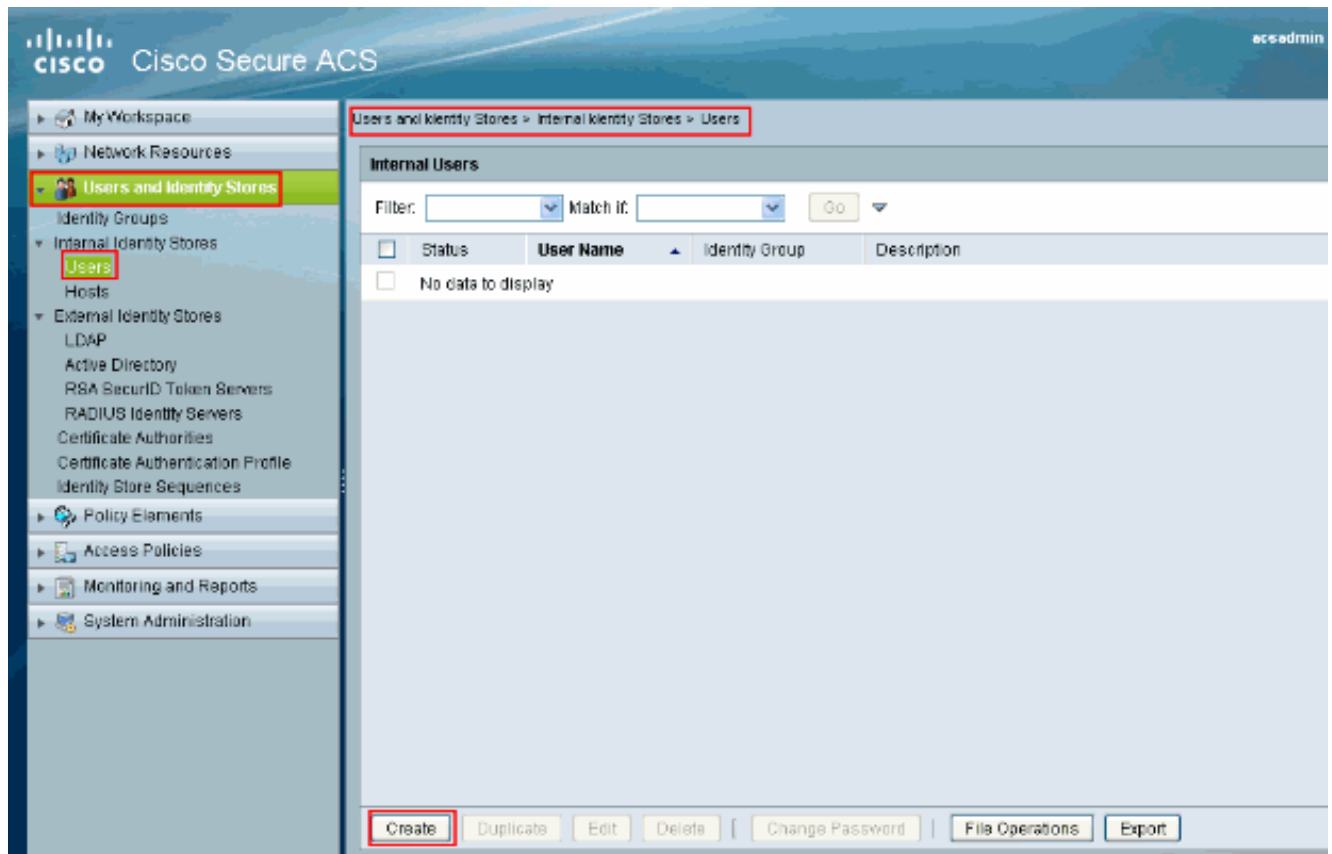 acsadmin
CISCO Cisco Secure ACS
My Workspace
Network Resources
Users and Identity Stores
Identity Groups
Internal Identity Stores
Users
Hosts
External Identity Stores
LDAP
Active Directory
RSA SecurID Token Servers
RADIUS Identity Servers
Certificate Authorities
Certificate Authentication Profile
Identity Store Sequences
Policy Elements
Access Policies
Monitoring and Reports
System Administration
Users and Identity Stores > Internal Identity Stores > Users
Internal Users
Filter: Match if: Go
Status User Name Identity Group Description
No data to display
Create Duplicate Edit Delete | Change Password | File Operations Export